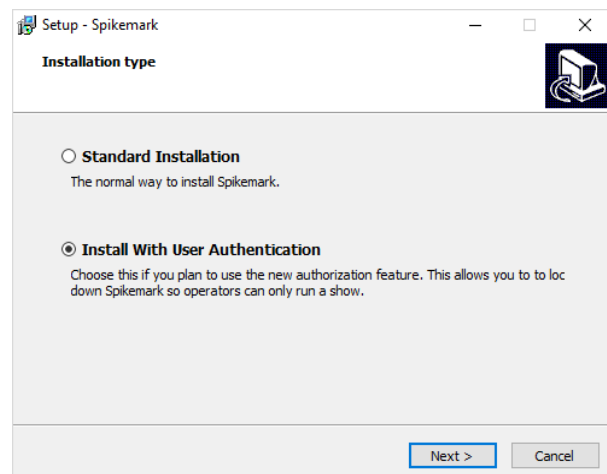 Setup - Spikemark
Installation type
Standard Installation
The normal way to install Spikemark.
Install With User Authentication
Choose this if you plan to use the new authorization feature. This allows you to to loc
down Spikemark so operators can only run a show.
Next >
Cancel